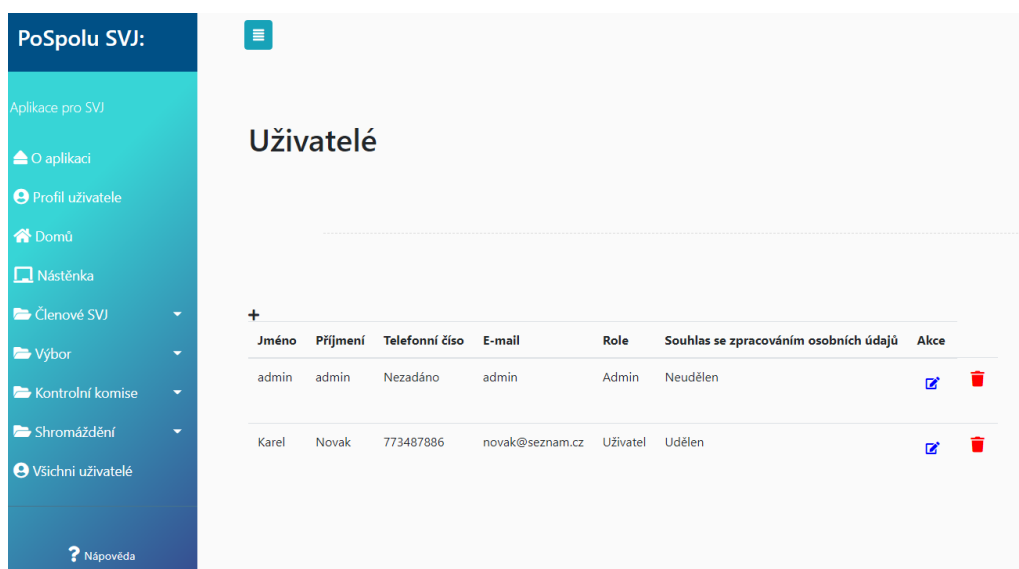 PoSpolu SVJ:
Aplikace pro SVJ
O aplikaci
Profil uživatele
Domů
Nástěnka
Členové SVJ
Výbor
Kontrolní komise
Shromáždění
Všichni uživatelé
? Nápověda
Uživatelé
+
Jméno Příjmení Telefonní číso E-mail Role Souhlas se zpracováním osobních údajů Akce
admin admin Nezadáno admin Admin Neudělen
Karel Novak 773487886 novak@seznam.cz Uživatel Udělen